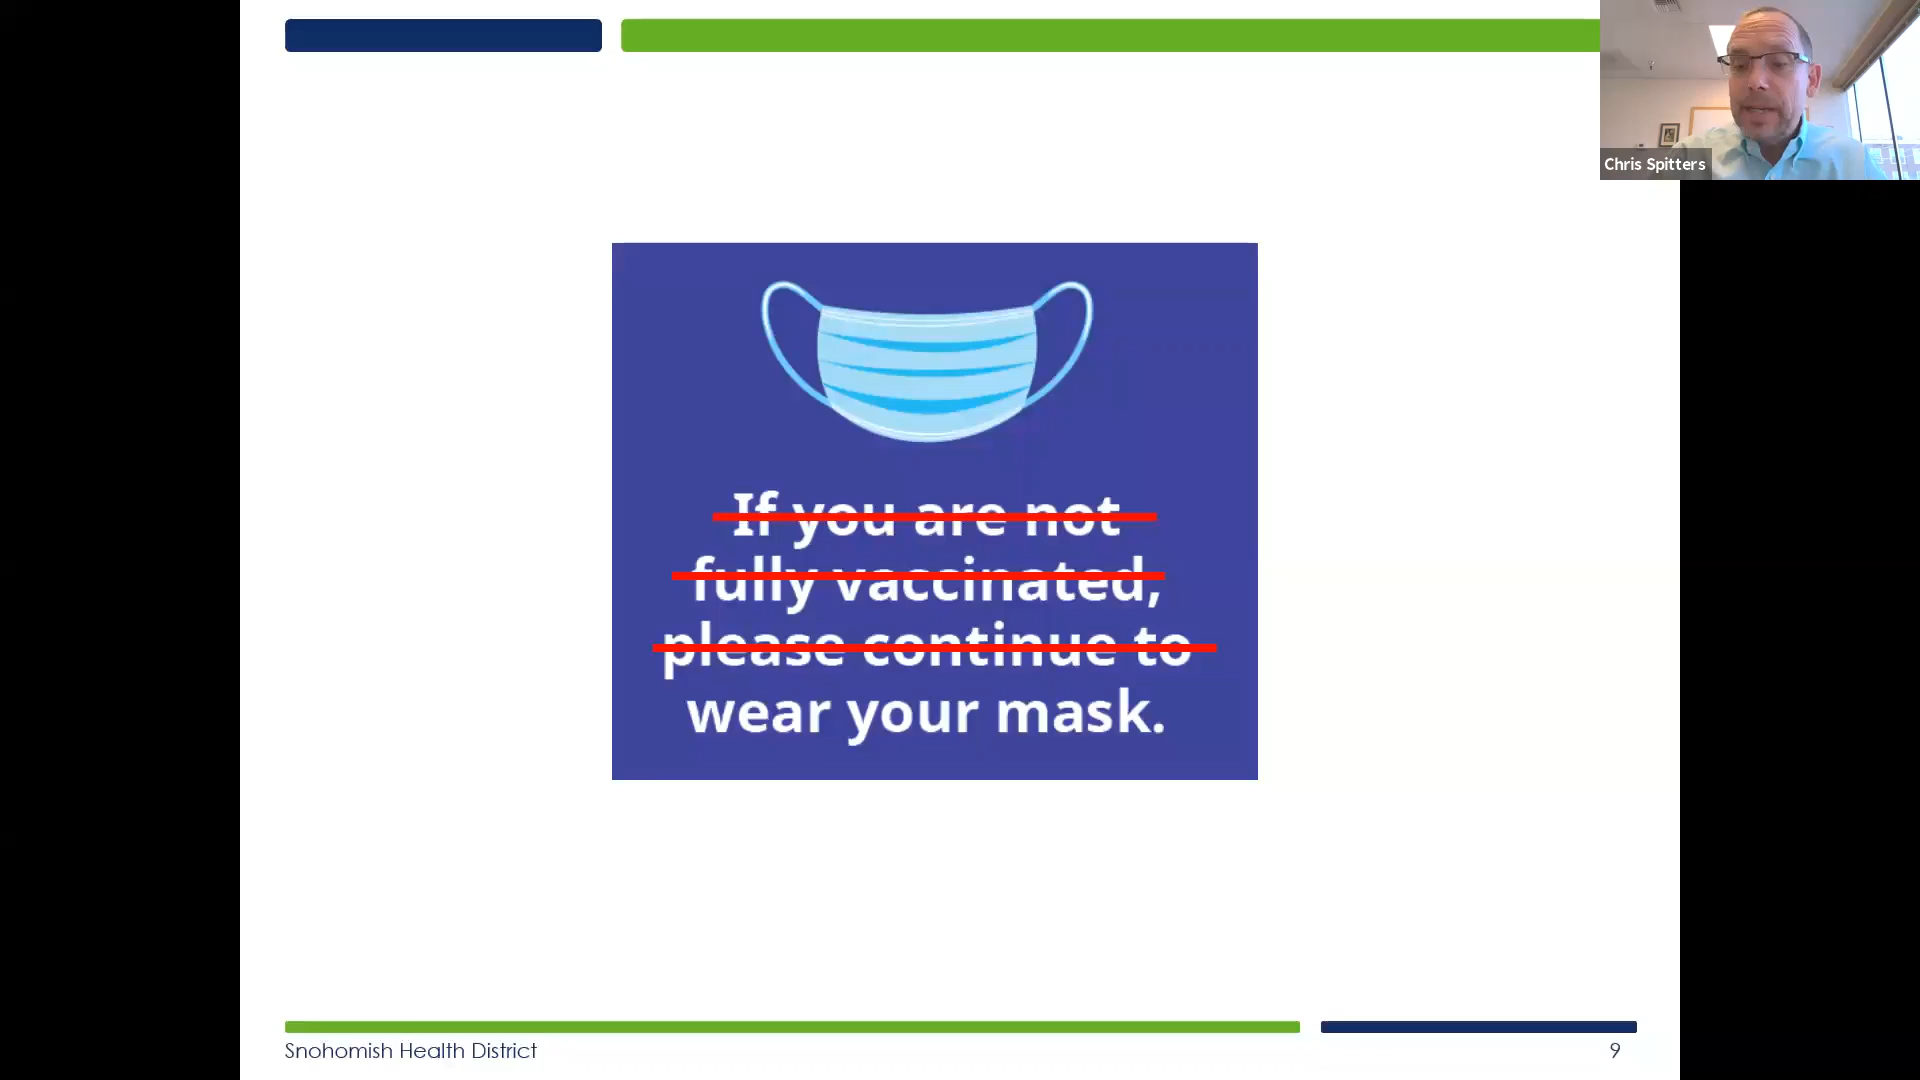 Chris Spitters
If you are not
fully vaccinated,
please continue to
wear your mask.
Snohomish Health District
9